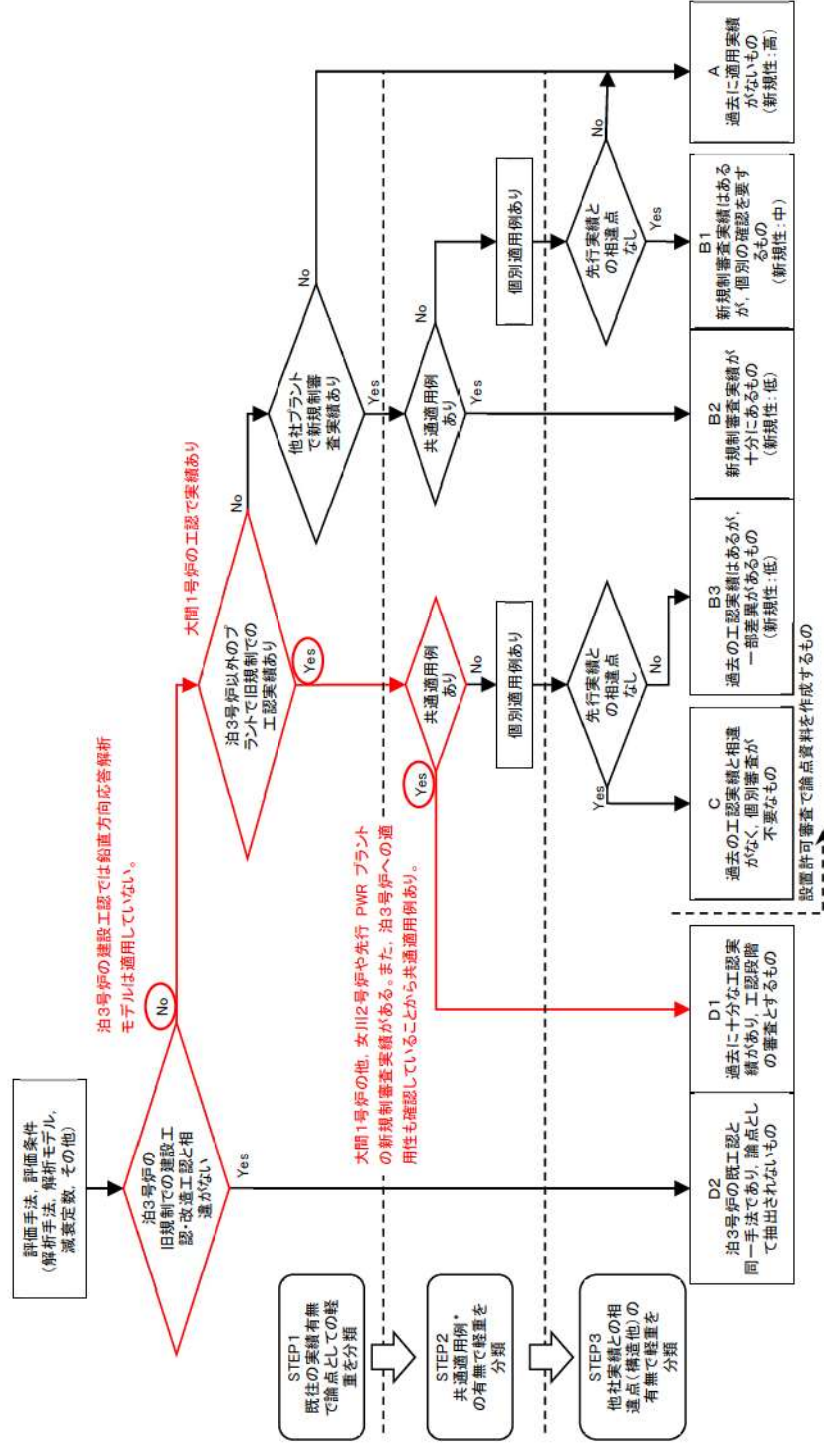 評価手法，評価条件
（解析手法，解析モデル，
減衰定数，その他）
泊3号炉の
旧規制での建設工
認・改造工認と相
違がない
No
Yes
泊3号炉の建設工認では鉛直方向応答解析
モデルは適用していない。
泊3号炉以外のプ
ラントで旧規制での
工認実績あり
Yes
No
大間1号炉の工認で実績あり
他社プラント
で新規制審
査実績あり
No
Yes
STEP1
既往の実績有無
で論点としての軽
重を分類
STEP2
共通適用例*
の有無で軽重を
分類
STEP3
他社実績との相
違点（構造他）の
有無で軽重を
分類
大間1号炉の他，女川2号炉や先行 PWR プラント
の新規制審査実績がある。また，泊3号炉への適
用性も確認していることから共通適用例あり。
共通適用例
あり
Yes
No
個別適用例あり
先行実績と
の相違点
なし
Yes
No
共通適用例
あり
Yes
No
個別適用例あり
先行実績と
の相違点
なし
No
Yes
D2
泊3号炉の既工認と
同一手法であり，論点とし
て抽出されないもの
D1
過去に十分な工認実
績があり，工認段階
の審査とするもの
C
過去の工認実績と相違
がなく，個別審査が
不要なもの
B3
過去の工認実績はあるが，
一部差異があるもの
（新規性：低）
B2
新規制審査実績が
十分にあるもの
（新規性：低）
B1
新規制審査実績はある
が，個別の確認を要す
るもの
（新規性：中）
A
過去に適用実績
がないもの
（新規性：高）
設置許可審査で論点資料を作成するもの